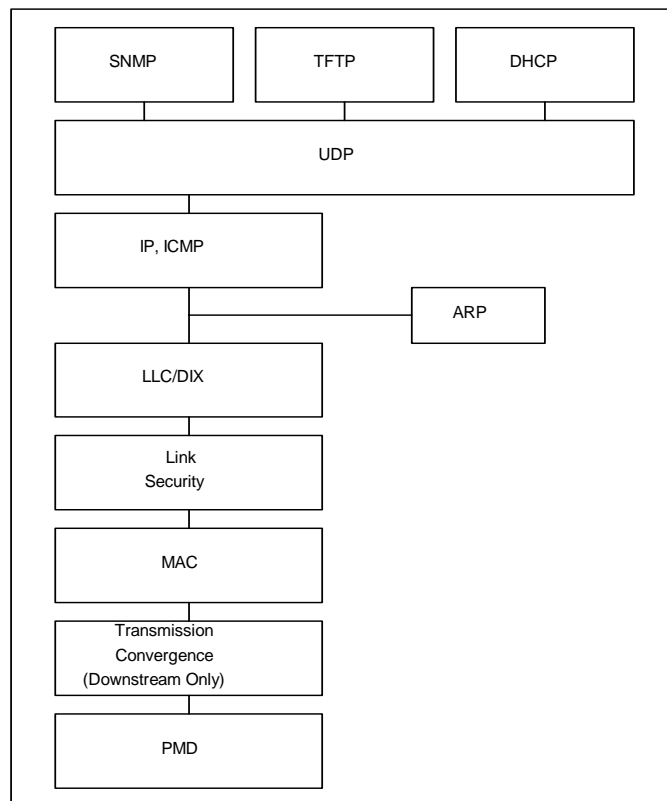 SNMP
TFTP
DHCP
UDP
IP, ICMP
ARP
LLC/DIX
Link
Security
MAC
Transmission
Convergence
(Downstream Only)
PMD